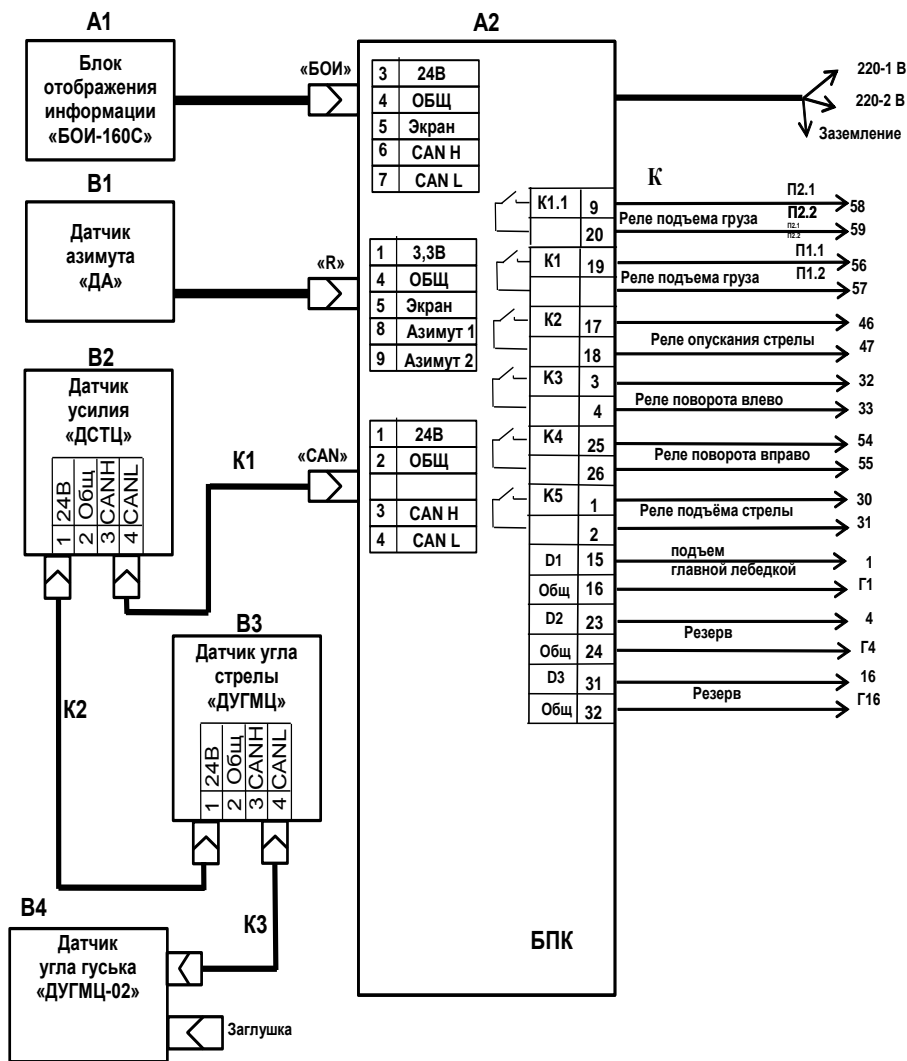 А1
Блок
отображения
информации
«БОИ-160С»
«БОИ»
В1
Датчик
азимута
«ДА»
«R»
В2
Датчик
усилия
«ДСТЦ»
1 24В
2 Общ
3 CANH
4 CANL
К1
«CAN»
К2
В3
Датчик угла
стрелы
«ДУГМЦ»
1 24В
2 Общ
3 CANH
4 CANL
К3
В4
Датчик
угла гуська
«ДУГМЦ-02»
Заглушка
А2
3 24В
4 ОБЩ
5 Экран
6 CAN H
7 CAN L
1 3,3В
4 ОБЩ
5 Экран
8 Азимут 1
9 Азимут 2
1 24В
2 ОБЩ
3 CAN H
4 CAN L
БПК
220-1 В
220-2 В
Заземление
К
К1.1 9 П2.1 58
Реле подъема груза П2.2
П2.1
П2.2
20 59
К1 19 П1.1 56
Реле подъема груза П1.2
57
К2 17 46
Реле опускания стрелы
18 47
К3 3 32
Реле поворота влево
4 33
К4 25 54
Реле поворота вправо
26 55
К5 1 30
Реле подъёма стрелы
2 31
D1 15 подъем 1
главной лебедкой
Общ 16 Г1
D2 23 4
Резерв
Общ 24 Г4
D3 31 16
Резерв
Общ 32 Г16